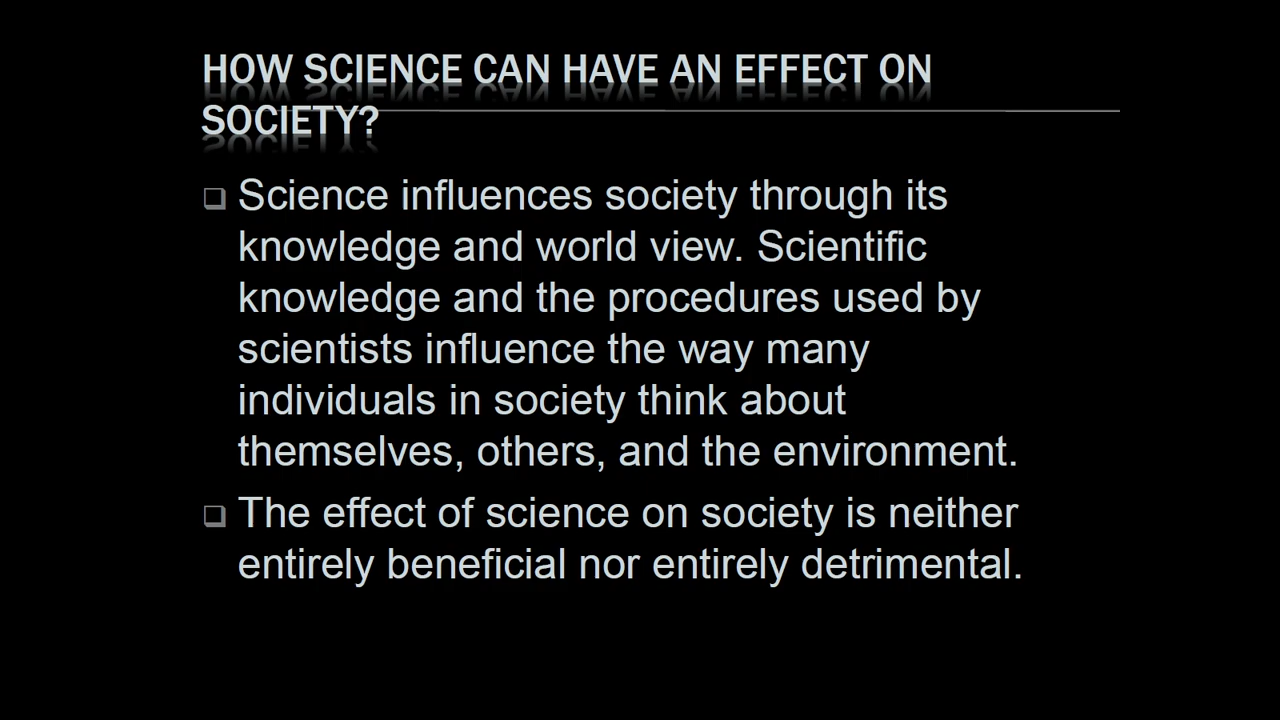 HOW SCIENCE CAN HAVE AN EFFECT ON
SOCIETY?
Science influences society through its
knowledge and world view. Scientific
knowledge and the procedures used by
scientists influence the way many
individuals in society think about
themselves, others, and the environment.
The effect of science on society is neither
entirely beneficial nor entirely detrimental.